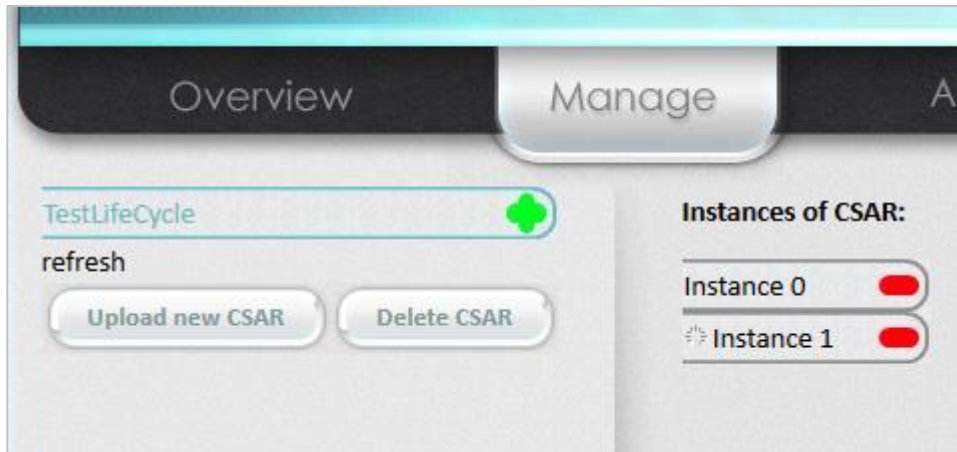 Overview
Manage
A
TestLifeCycle
refresh
Upload new CSAR
Delete CSAR
Instances of CSAR:
Instance 0
Instance 1